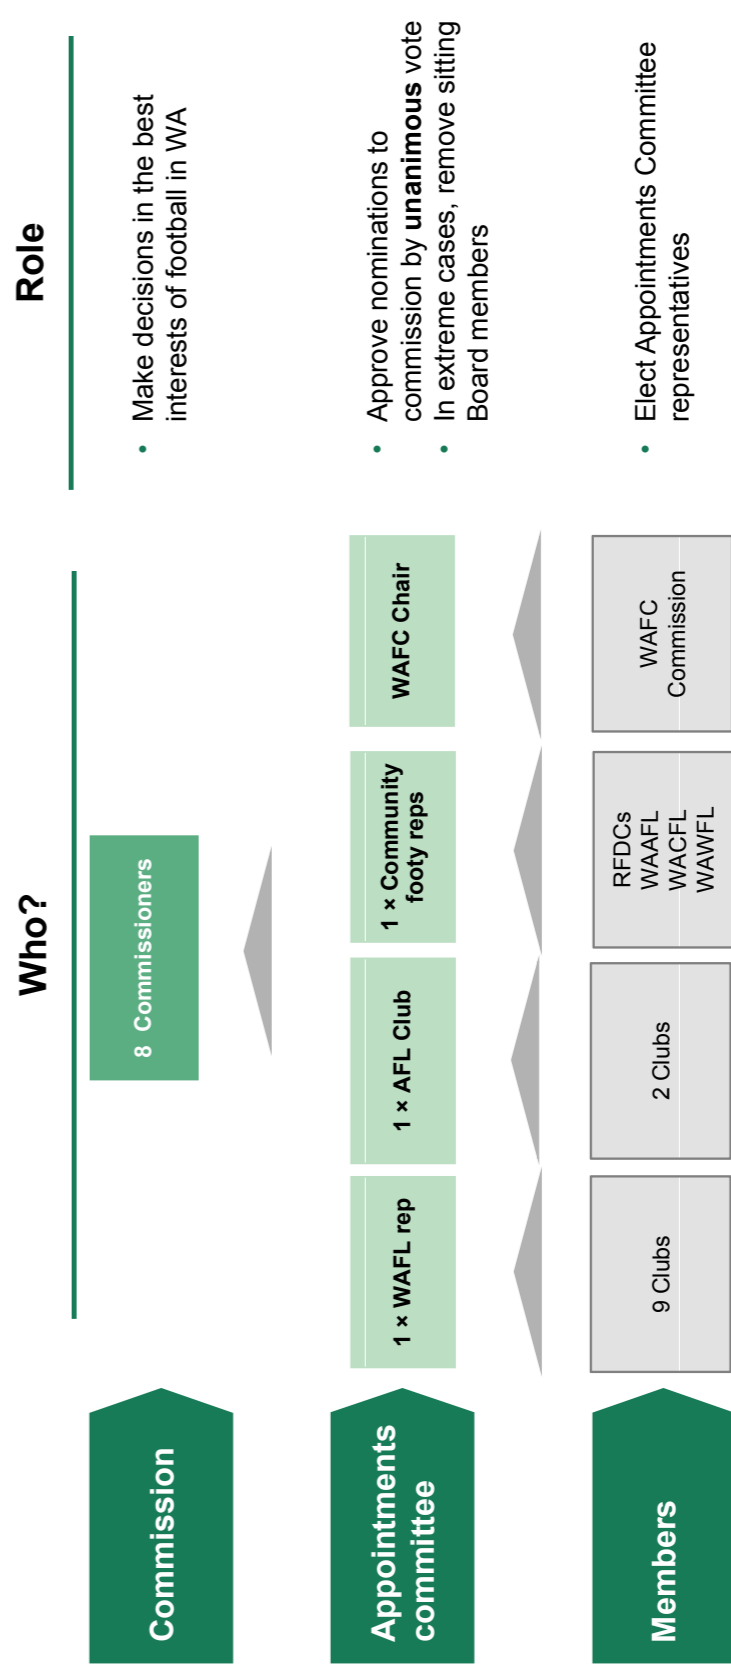 Who?
Role
Commission
8 Commissioners
• Make decisions in the best
interests of football in WA
Appointments
committee
1 × WAFL rep
1 × AFL Club
1 × Community
footy reps
WAFC Chair
• Approve nominations to
commission by unanimous vote
• In extreme cases, remove sitting
Board members
Members
9 Clubs
2 Clubs
RFDCs
WAAFL
WACFL
WAWFL
WAFC
Commission
• Elect Appointments Committee
representatives